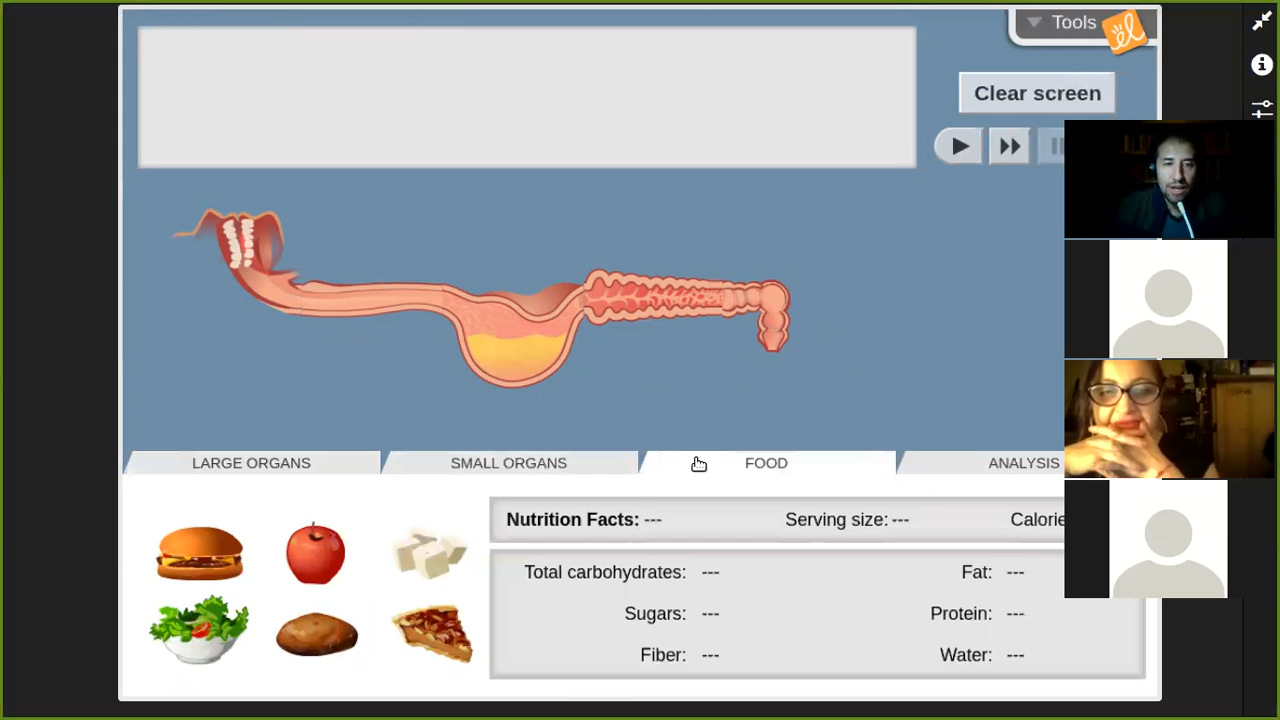 Tools
Clear screen
LARGE ORGANS
SMALL ORGANS
FOOD
ANALYSIS
Nutrition Facts: ---
Serving size: ---
Calorie
Total carbohydrates: ---
Fat: ---
Sugars: ---
Protein: ---
Fiber: ---
Water: ---